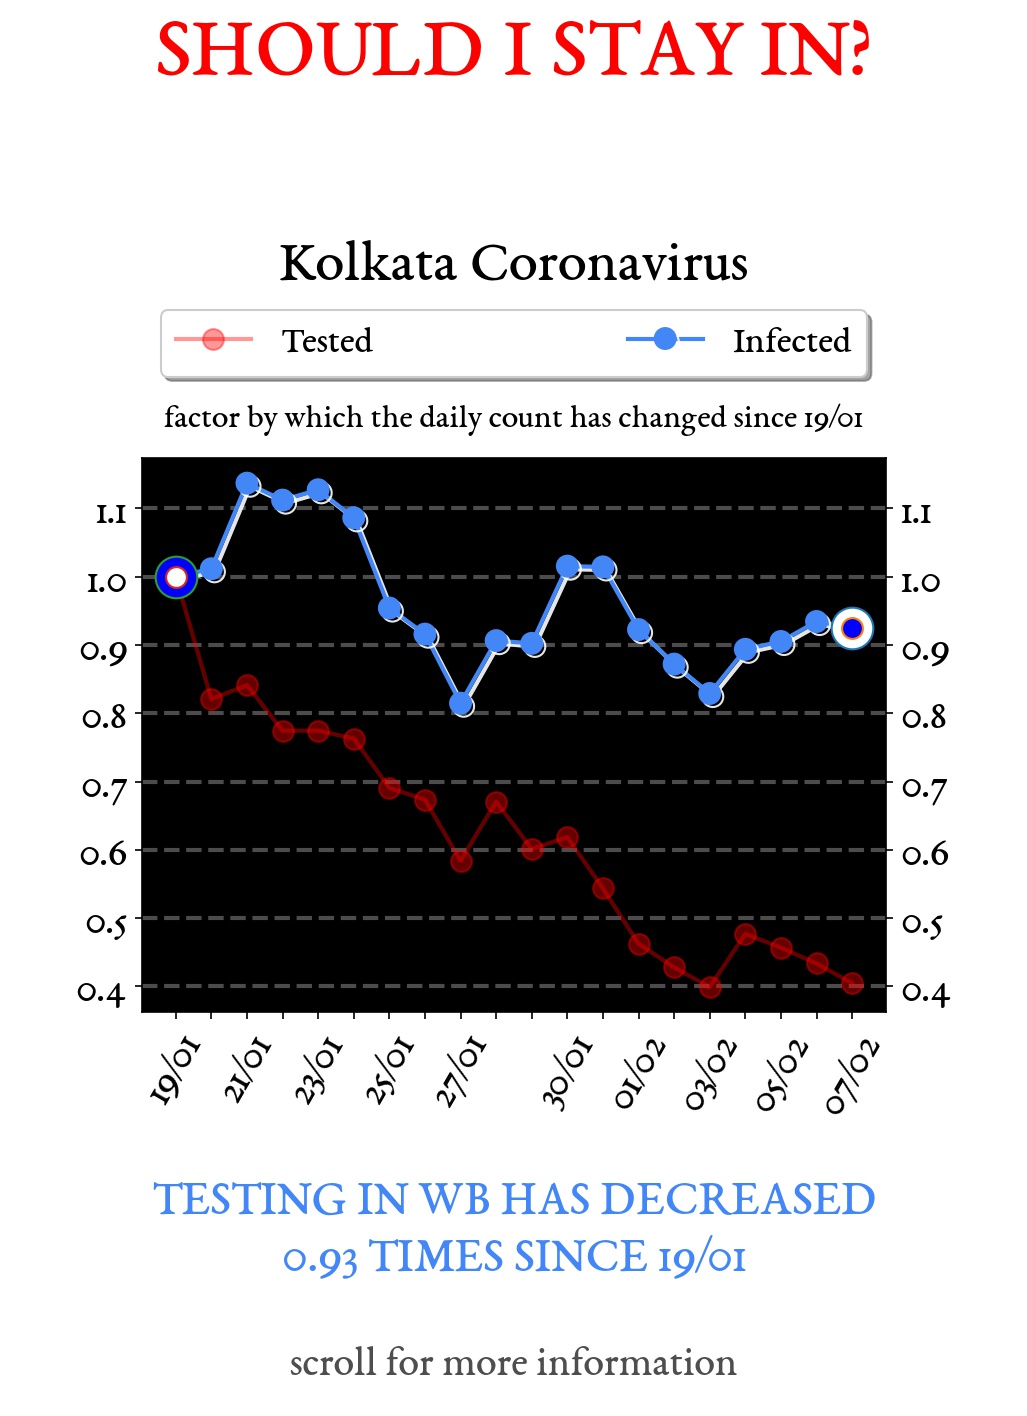 SHOULD I STAY IN?
Kolkata Coronavirus
Tested Infected
factor by which the daily count has changed since 19/01
1.1 1.1
1.0 1.0
0.9 0.9
0.8 0.8
0.7 0.7
0.6 0.6
0.5 0.5
0.4 0.4
19/01 21/01 23/01 25/01 27/01 30/01 01/02 03/02 05/02 07/02
TESTING IN WB HAS DECREASED
0.93 TIMES SINCE 19/01
scroll for more information